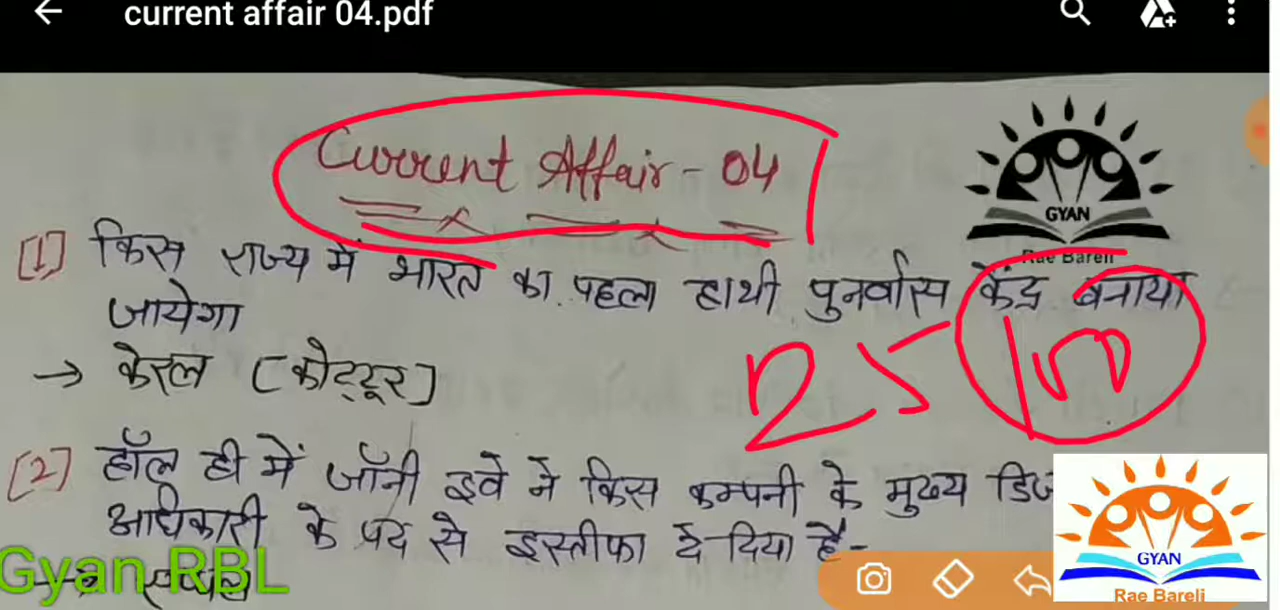 current affair 04.pdf
Current Affair - 04
GYAN
Rae Bareli
[1] किस राज्य में भारत का पहला हाथी पुनर्वास केंद्र बनाया
जायेगा
→ केरल (कोट्टूर]
25 100
[2] हॉल ही में जॉनी इवे ने किस कम्पनी के मुख्य
अधिकारी के पद से इस्तीफा दे दिया है-
Gyan RBL
GYAN
Rae Bareli